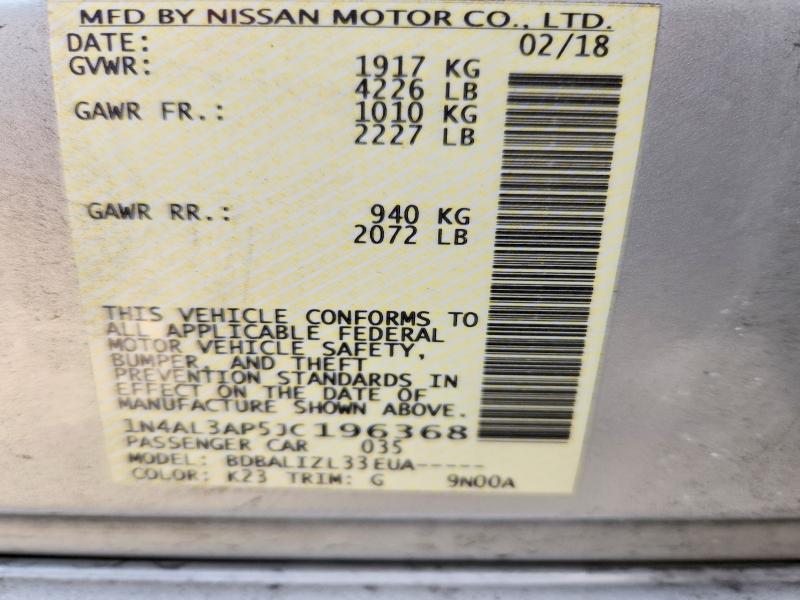 MFD BY NISSAN MOTOR CO., LTD.
DATE: 02/18
GVWR: 1917 KG
4226 LB
GAWR FR.: 1010 KG
2227 LB
GAWR RR.: 940 KG
2072 LB
THIS VEHICLE CONFORMS TO
ALL APPLICABLE FEDERAL
MOTOR VEHICLE SAFETY,
BUMPER, AND THEFT
PREVENTION STANDARDS IN
EFFECT ON THE DATE OF
MANUFACTURE SHOWN ABOVE.
1N4AL3AP5JC196368
PASSENGER CAR 035
MODEL: BDBALIZL33EUA-----
COLOR: K23 TRIM: G 9N00A